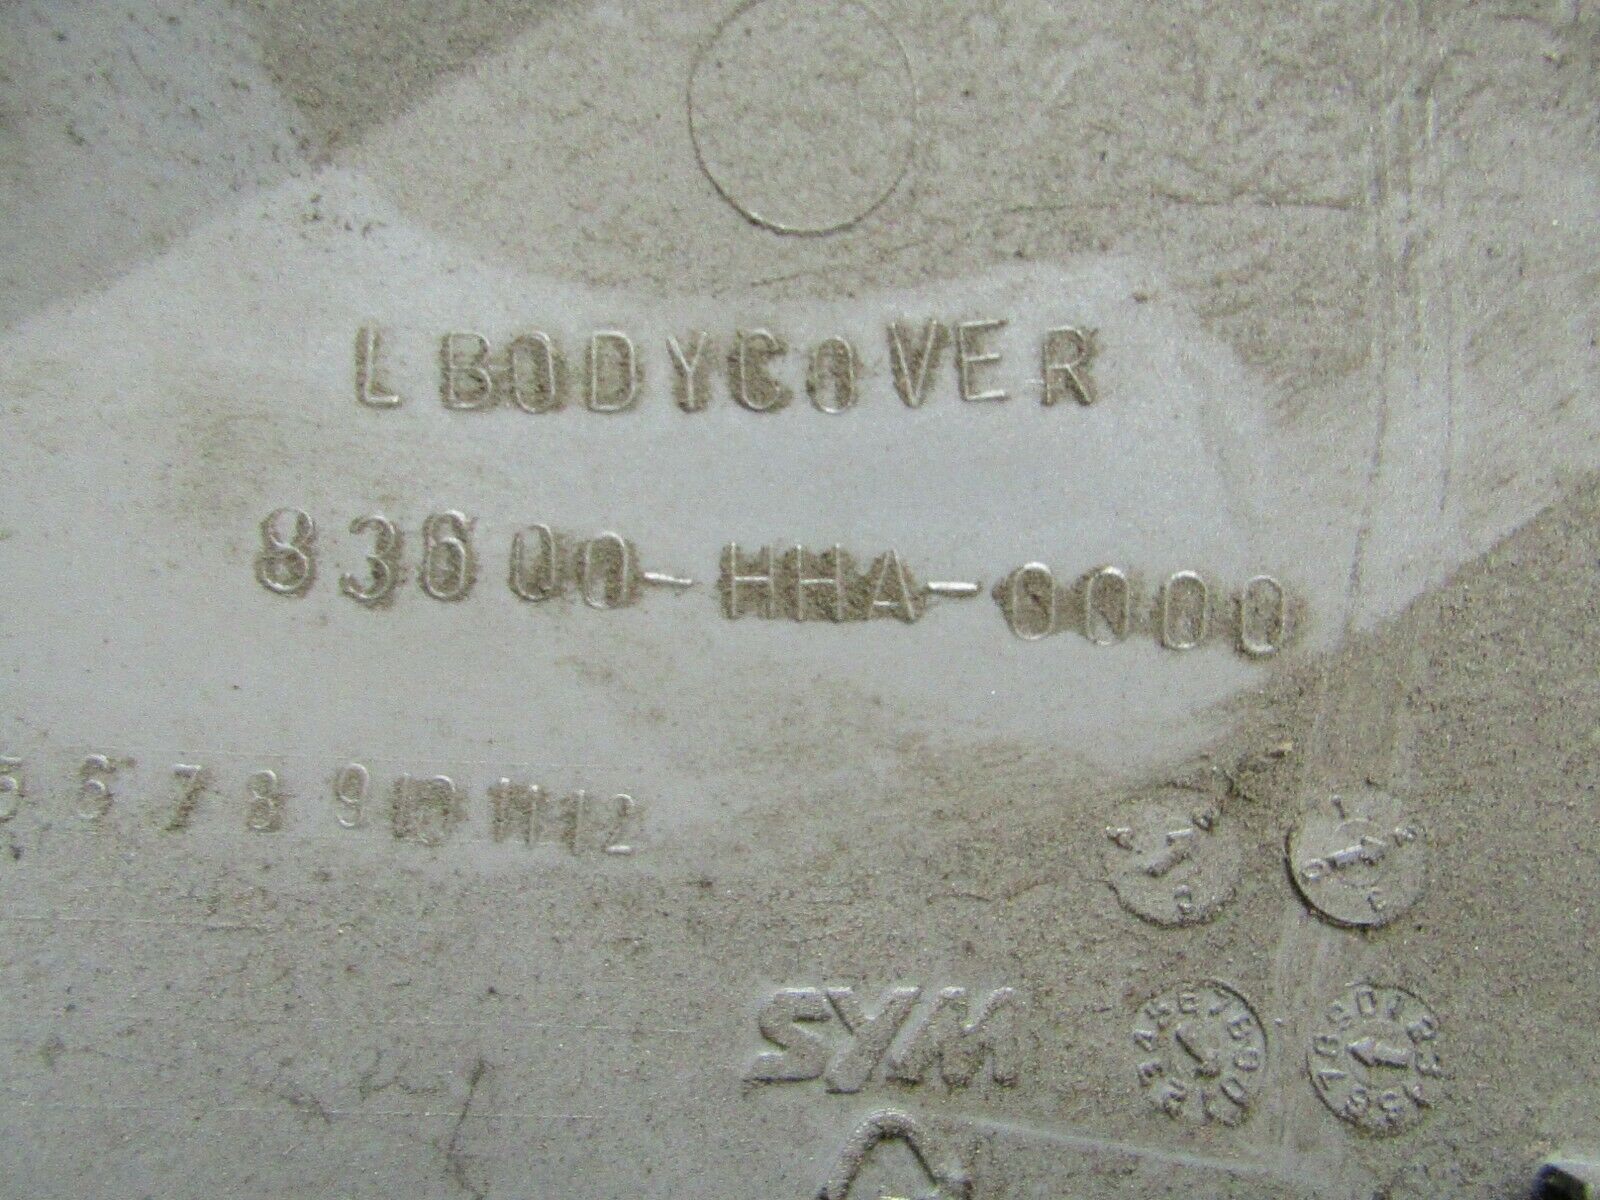 L BODYCOVER
83600-HHA-0000
5 6 7 8 9 10 11 12
SYM